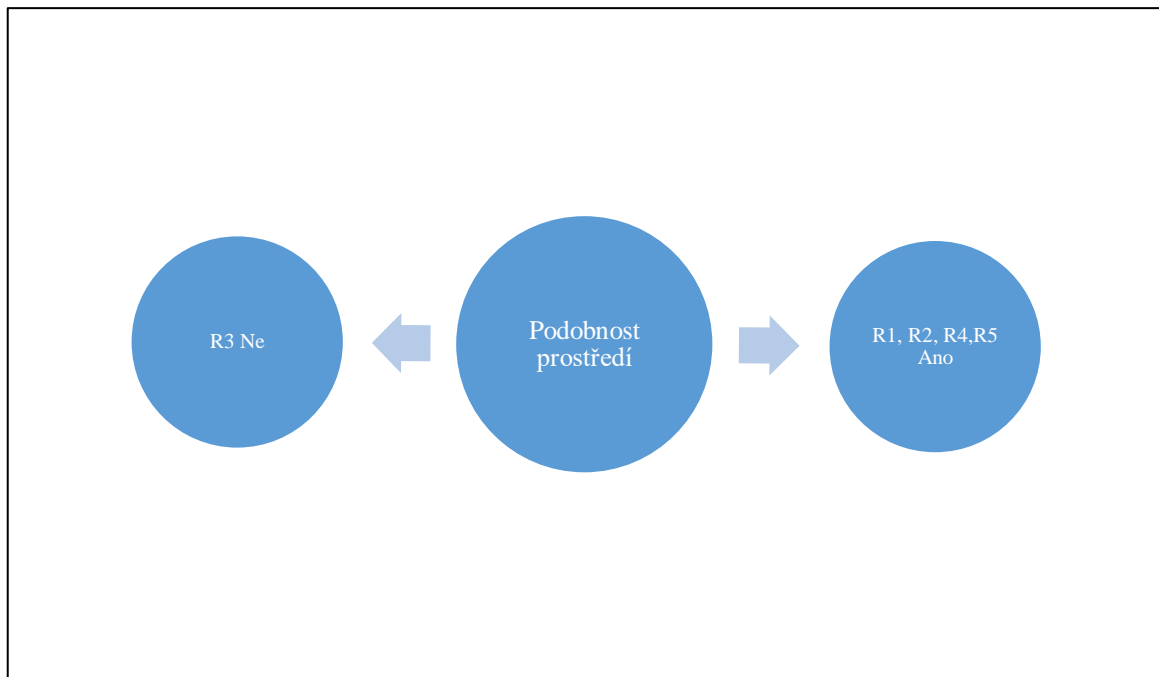 R3 Ne
Podobnost
prostředí
R1, R2, R4,R5
Ano